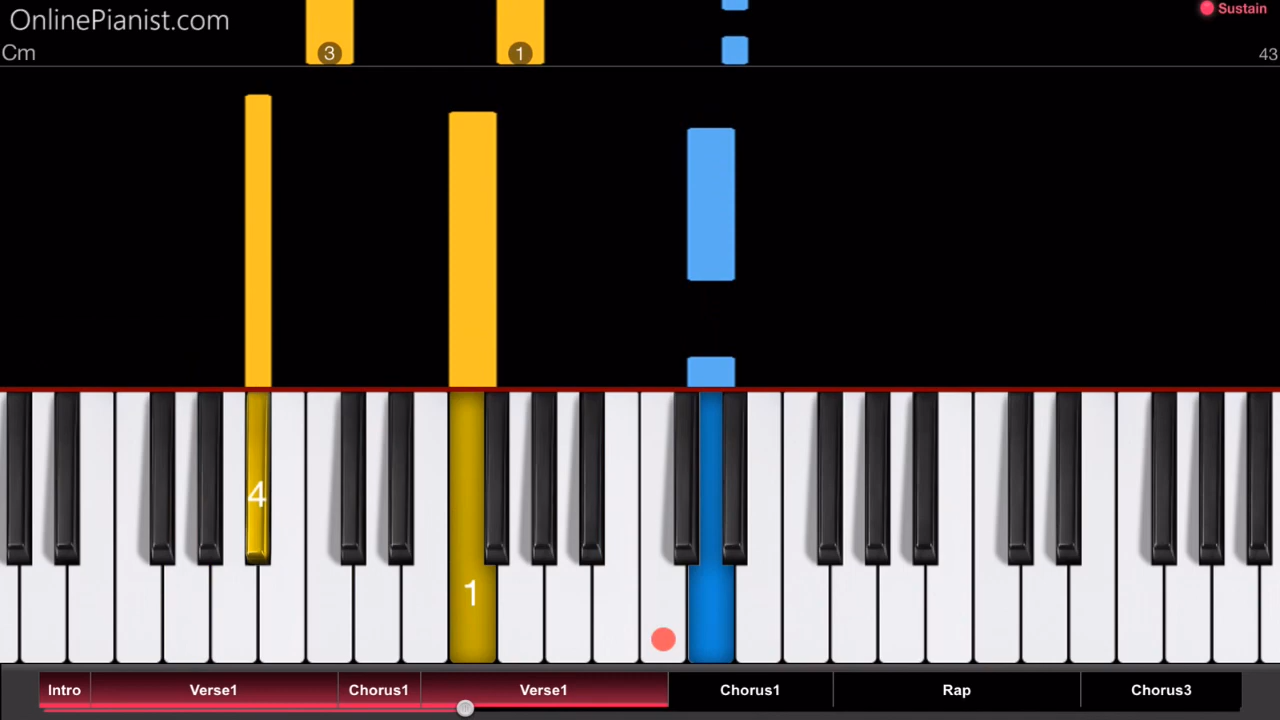 OnlinePianist.com
Sustain
Cm
3
1
43
4
1
Intro
Verse1
Chorus1
Verse1
Chorus1
Rap
Chorus3